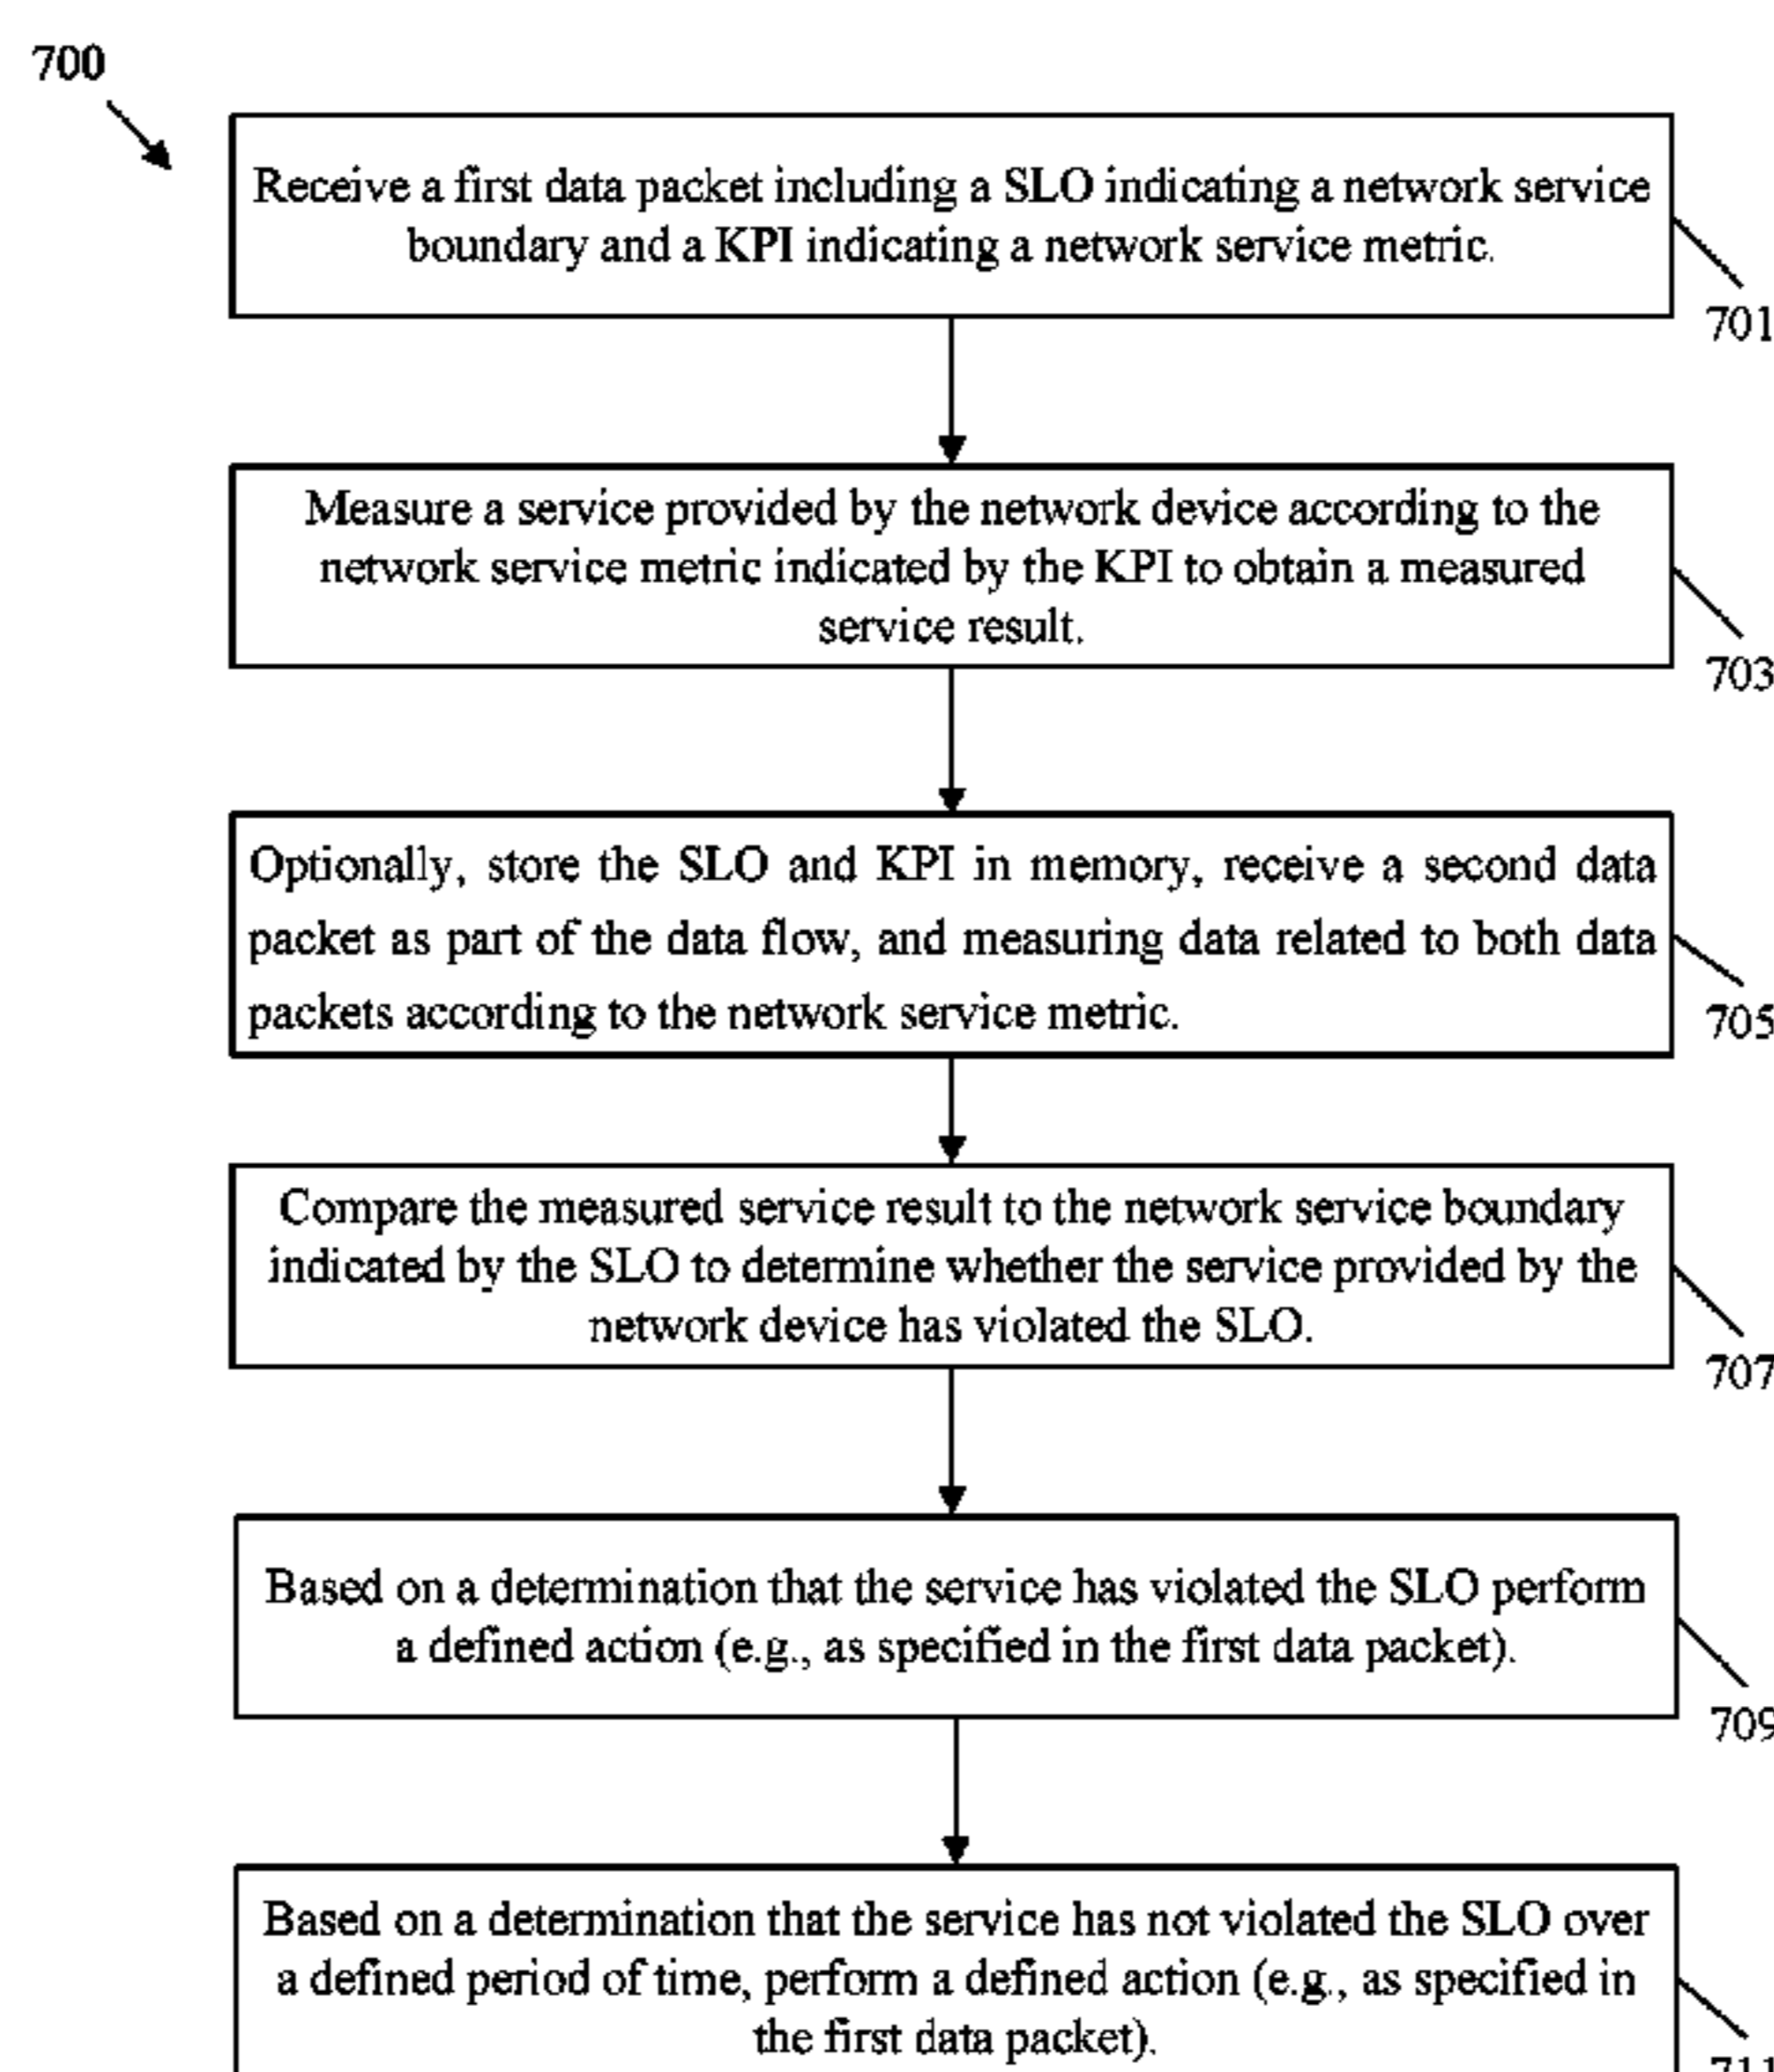 700
Receive a first data packet including a SLO indicating a network service
boundary and a KPI indicating a network service metric.
701
Measure a service provided by the network device according to the
network service metric indicated by the KPI to obtain a measured
service result.
703
Optionally, store the SLO and KPI in memory, receive a second data
packet as part of the data flow, and measuring data related to both data
packets according to the network service metric.
705
Compare the measured service result to the network service boundary
indicated by the SLO to determine whether the service provided by the
network device has violated the SLO.
707
Based on a determination that the service has violated the SLO perform
a defined action (e.g., as specified in the first data packet).
709
Based on a determination that the service has not violated the SLO over
a defined period of time, perform a defined action (e.g., as specified in
the first data packet).
711